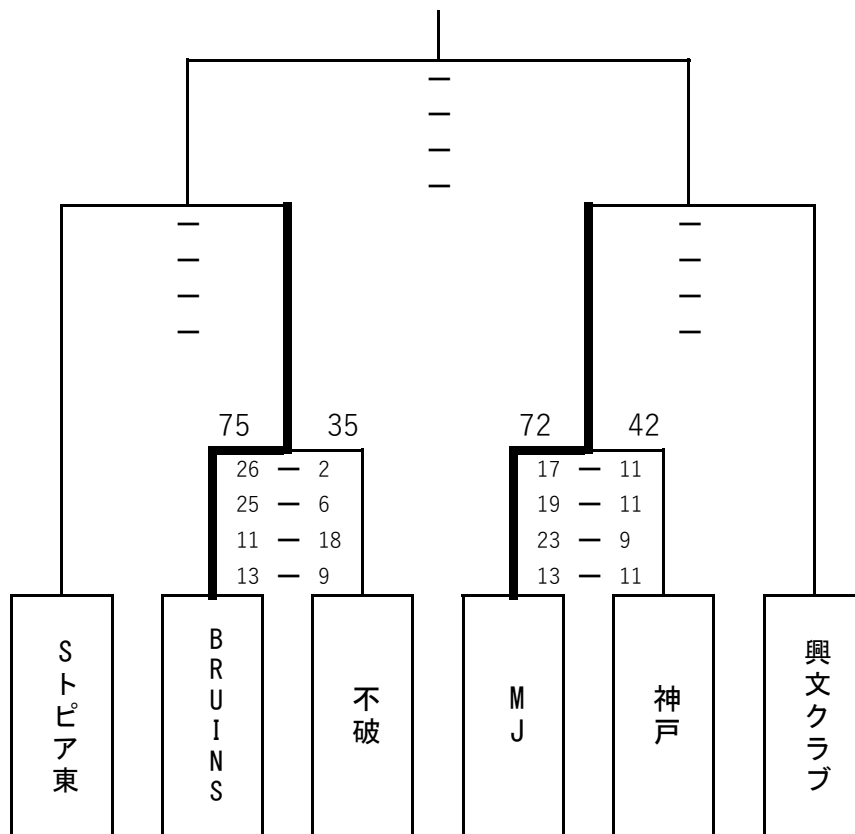 —
—
—
—
— —
— —
— —
— —
75 35 72 42
26 — 2 17 — 11
25 — 6 19 — 11
11 — 18 23 — 9
13 — 9 13 — 11
Sトピア東
BRUINS
不破
MJ
神戸
興文クラブ